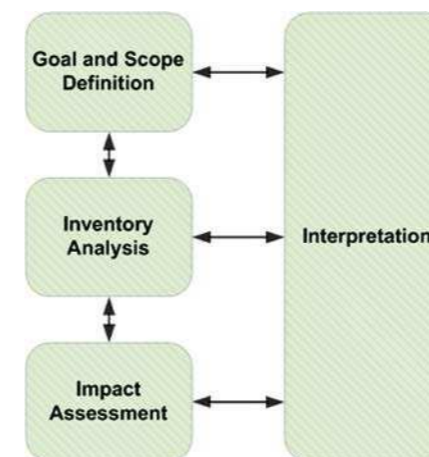 Goal and Scope
Definition
Inventory
Analysis
Interpretation
Impact
Assessment